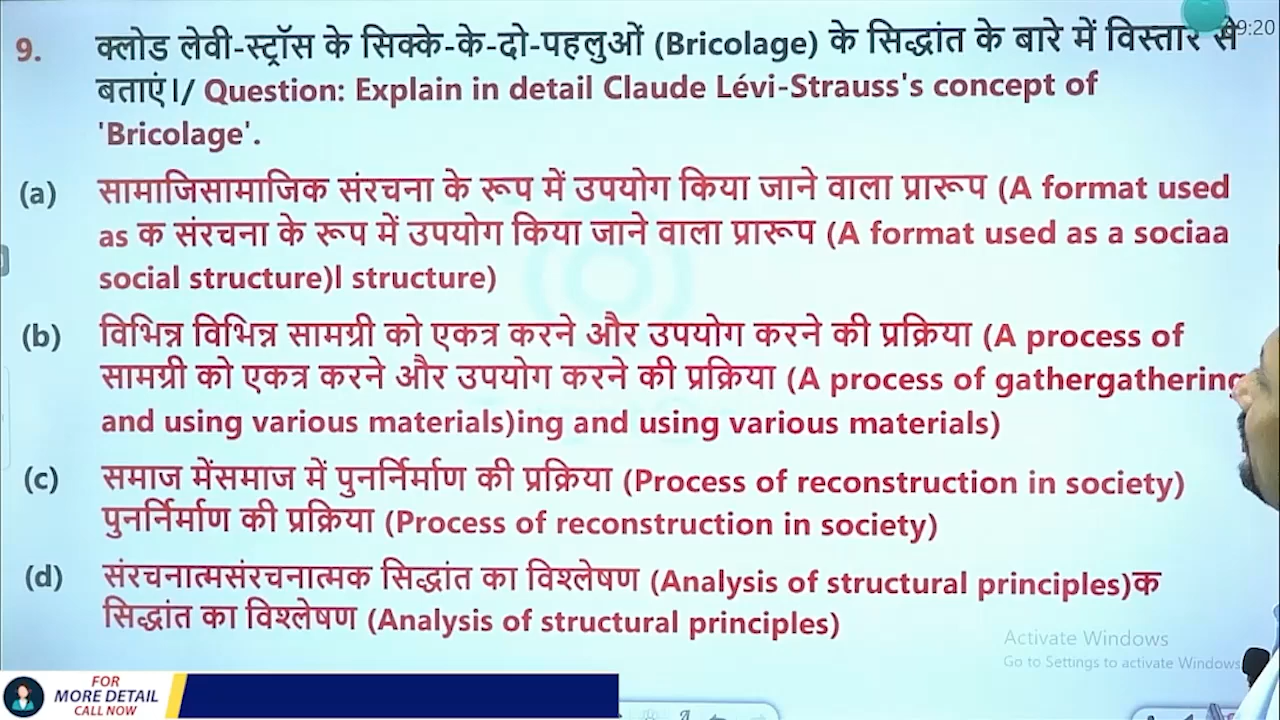 9:20
9. क्लोड लेवी-स्ट्रॉस के सिक्के-के-दो-पहलुओं (Bricolage) के सिद्धांत के बारे में विस्तार से
बताएं।/ Question: Explain in detail Claude Lévi-Strauss's concept of
'Bricolage'.
(a) सामाजिसामाजिक संरचना के रूप में उपयोग किया जाने वाला प्रारूप (A format used
as क संरचना के रूप में उपयोग किया जाने वाला प्रारूप (A format used as a sociaa
social structure)l structure)
(b) विभिन्न विभिन्न सामग्री को एकत्र करने और उपयोग करने की प्रक्रिया (A process of
सामग्री को एकत्र करने और उपयोग करने की प्रक्रिया (A process of gathergathering
and using various materials)ing and using various materials)
(c) समाज मेंसमाज में पुनर्निर्माण की प्रक्रिया (Process of reconstruction in society)
पुनर्निर्माण की प्रक्रिया (Process of reconstruction in society)
(d) संरचनात्मसंरचनात्मक सिद्धांत का विश्लेषण (Analysis of structural principles)क
सिद्धांत का विश्लेषण (Analysis of structural principles)
Activate Windows
Go to Settings to activate Windows
FOR
MORE DETAIL
CALL NOW